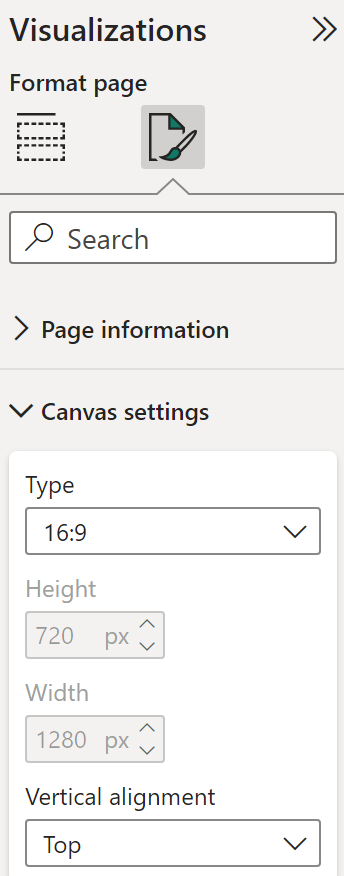 Visualizations
Format page
Search
Page information
Canvas settings
Type
16:9
Height
720 px
Width
1280 px
Vertical alignment
Top